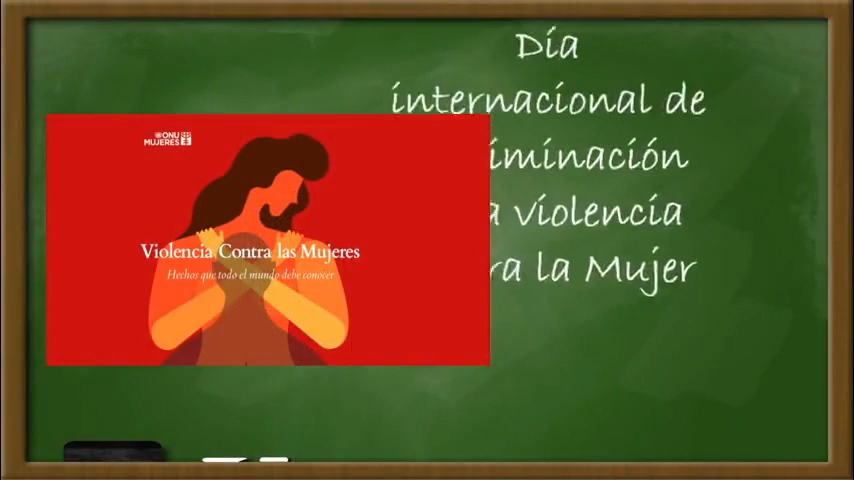 Día
internacional de
iminación
a violencia
ra la Mujer
ONU
MUJERES
Violencia Contra las Mujeres
Hechos que todo el mundo debe conocer